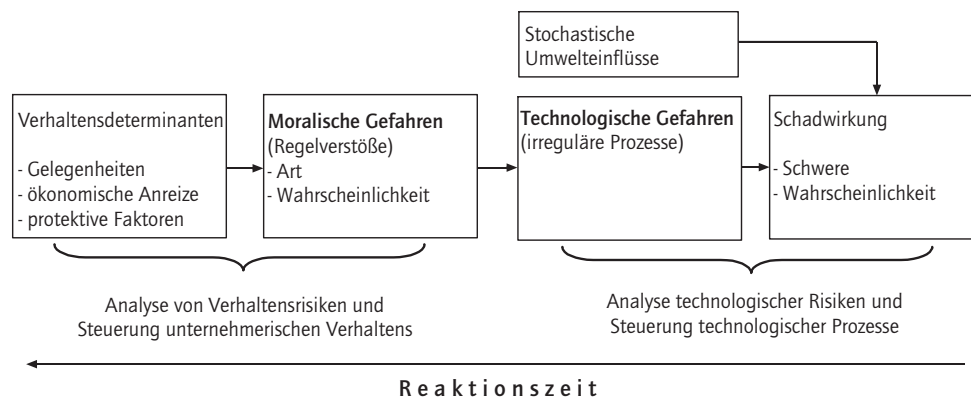 Stochastische
Umwelteinflüsse
Verhaltensdeterminanten
- Gelegenheiten
- ökonomische Anreize
- protektive Faktoren
Moralische Gefahren
(Regelverstöße)
- Art
- Wahrscheinlichkeit
Technologische Gefahren
(irreguläre Prozesse)
Schadwirkung
- Schwere
- Wahrscheinlichkeit
Analyse von Verhaltensrisiken und
Steuerung unternehmerischen Verhaltens
Analyse technologischer Risiken und
Steuerung technologischer Prozesse
Reaktionszeit